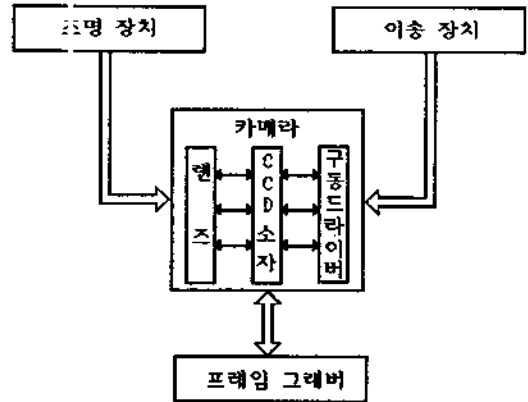 조명 장치
이송 장치
카메라
렌즈
CCD소자
구동드라이버
프레임 그래버